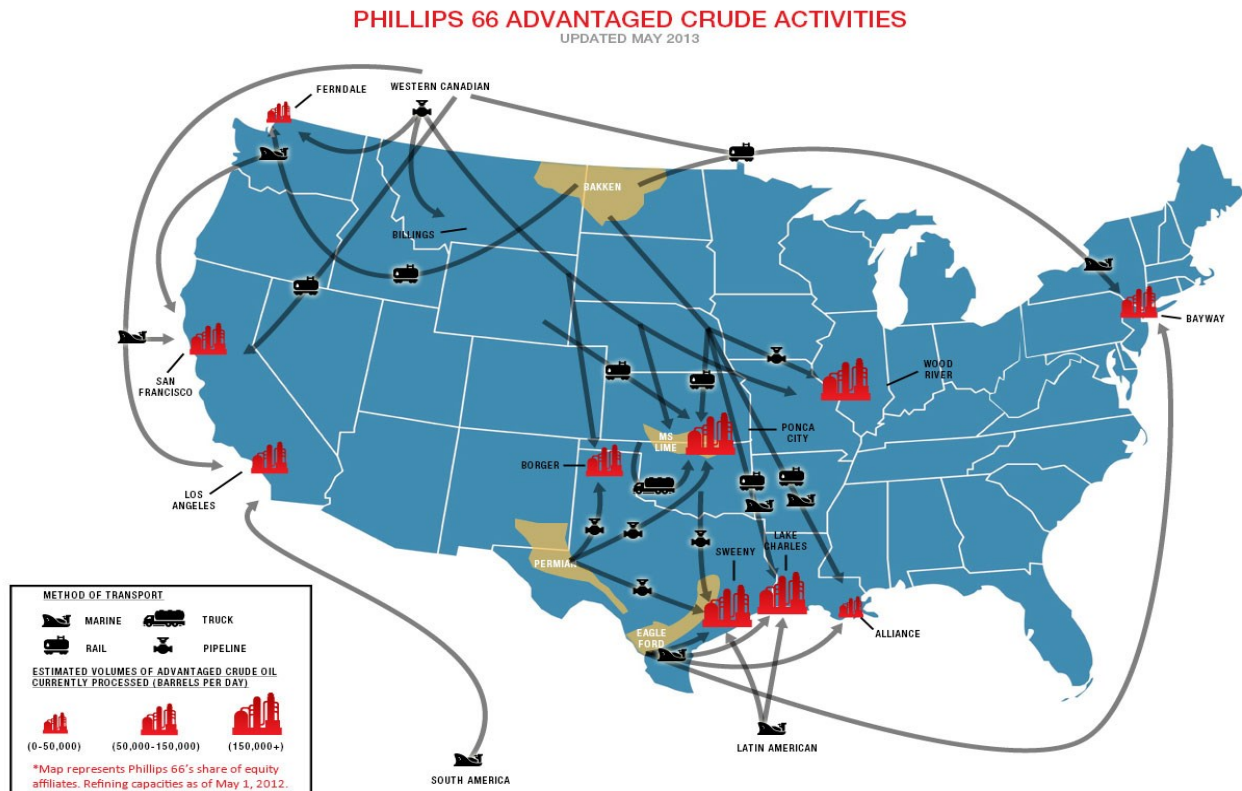 PHILLIPS 66 ADVANTAGED CRUDE ACTIVITIES
UPDATED MAY 2013
FERNDALE
WESTERN CANADIAN
BAKKEN
BILLINGS
BAYWAY
SAN
FRANCISCO
WOOD
RIVER
PONCA
CITY
MS
LIME
BORGER
LOS
ANGELES
PERMIAN
SWEENY
LAKE
CHARLES
EAGLE
FORD
ALLIANCE
LATIN AMERICAN
SOUTH AMERICA
METHOD OF TRANSPORT
MARINE
TRUCK
RAIL
PIPELINE
ESTIMATED VOLUMES OF ADVANTAGED CRUDE OIL
CURRENTLY PROCESSED (BARRELS PER DAY)
(0-50,000)
(50,000-150,000)
(150,000+)
*Map represents Phillips 66's share of equity
affiliates. Refining capacities as of May 1, 2012.